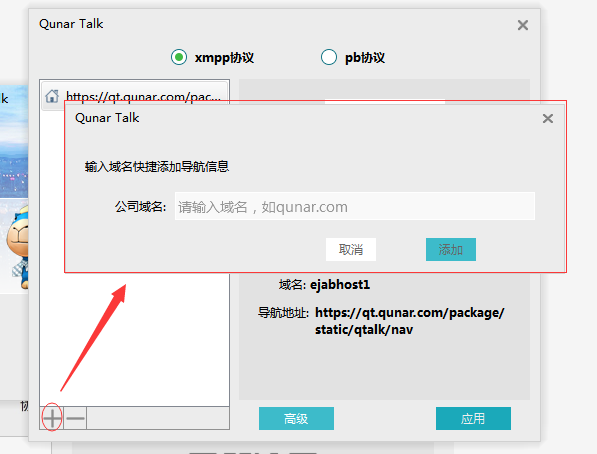 Qunar Talk
xmpp协议
pb协议
lk
https://qt.qunar.com/pac...
Qunar Talk
输入域名快捷添加导航信息
公司域名:
请输入域名，如qunar.com
取消
添加
域名: ejabhost1
导航地址: https://qt.qunar.com/package/
static/qtalk/nav
高级
应用